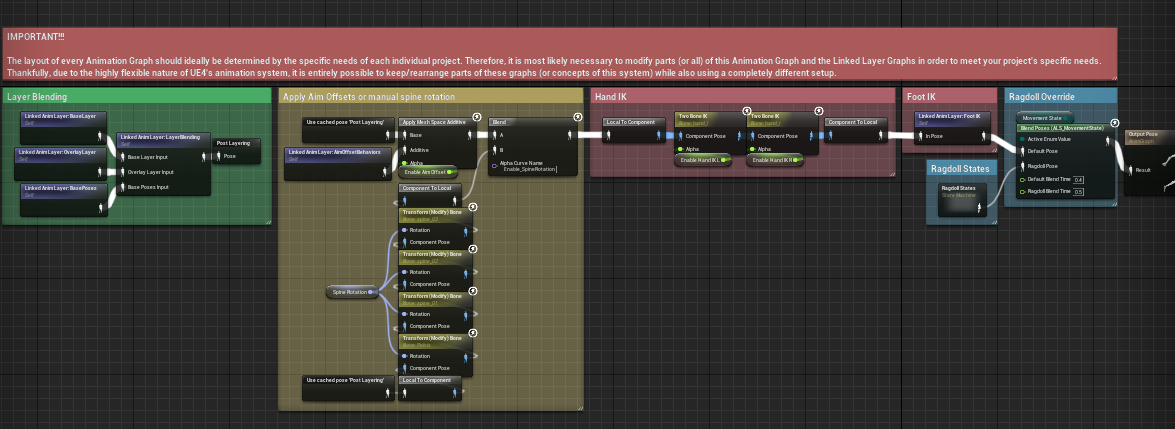 IMPORTANT!!!
The layout of every Animation Graph should ideally be determined by the specific needs of each individual project. Therefore, it is most likely necessary to modify parts (or all) of this Animation Graph and the Linked Layer Graphs in order to meet your project's specific needs.
Thankfully, due to the highly flexible nature of UE4's animation system, it is entirely possible to keep/rearrange parts of these graphs (or concepts of this system) while also using a completely different setup.
Layer Blending
Linked Anim Layer: BaseLayer
Self
Linked Anim Layer: OverlayLayer
Self
Linked Anim Layer: BasePoses
Self
Linked Anim Layer: LayerBlending
Self
Base Layer Input
Overlay Layer Input
Base Poses Input
Post Layering
Pose
Apply Aim Offsets or manual spine rotation
Use cached pose 'Post Layering'
Linked Anim Layer: AimOffsetBehaviors
Self
Apply Mesh Space Additive
Base
Additive
Alpha
Enable AimOffset
Blend
A
B
Alpha Curve Name
Enable_SpineRotation
Component To Local
Transform (Modify) Bone
Rotation
Component Pose
Transform (Modify) Bone
Rotation
Component Pose
Transform (Modify) Bone
Rotation
Component Pose
Transform (Modify) Bone
Rotation
Component Pose
Spine Rotation
Use cached pose 'Post Layering'
Local To Component
Hand IK
Local To Component
Two Bone IK
Component Pose
Alpha
Enable Hand IK L
Two Bone IK
Component Pose
Alpha
Enable Hand IK R
Component To Local
Foot IK
Linked Anim Layer: Foot IK
Self
In Pose
Ragdoll States
Ragdoll States
State Machine
Ragdoll Override
Movement State
Blend Poses (ALS_MovementState)
Active Enum Value
Default Pose
Ragdoll Pose
Default Blend Time 0.4
Ragdoll Blend Time 0.5
Output Pose
AnimGraph
Result